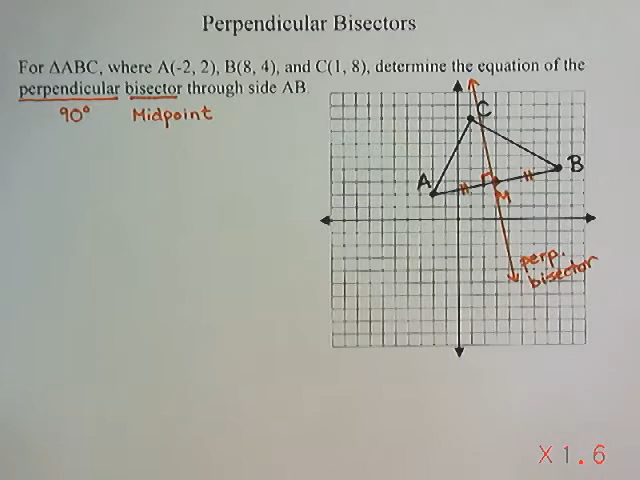 Perpendicular Bisectors
For ΔABC, where A(-2, 2), B(8, 4), and C(1, 8), determine the equation of the
perpendicular bisector through side AB.
90° Midpoint
C
A
B
M
perp.
bisector
X1.6